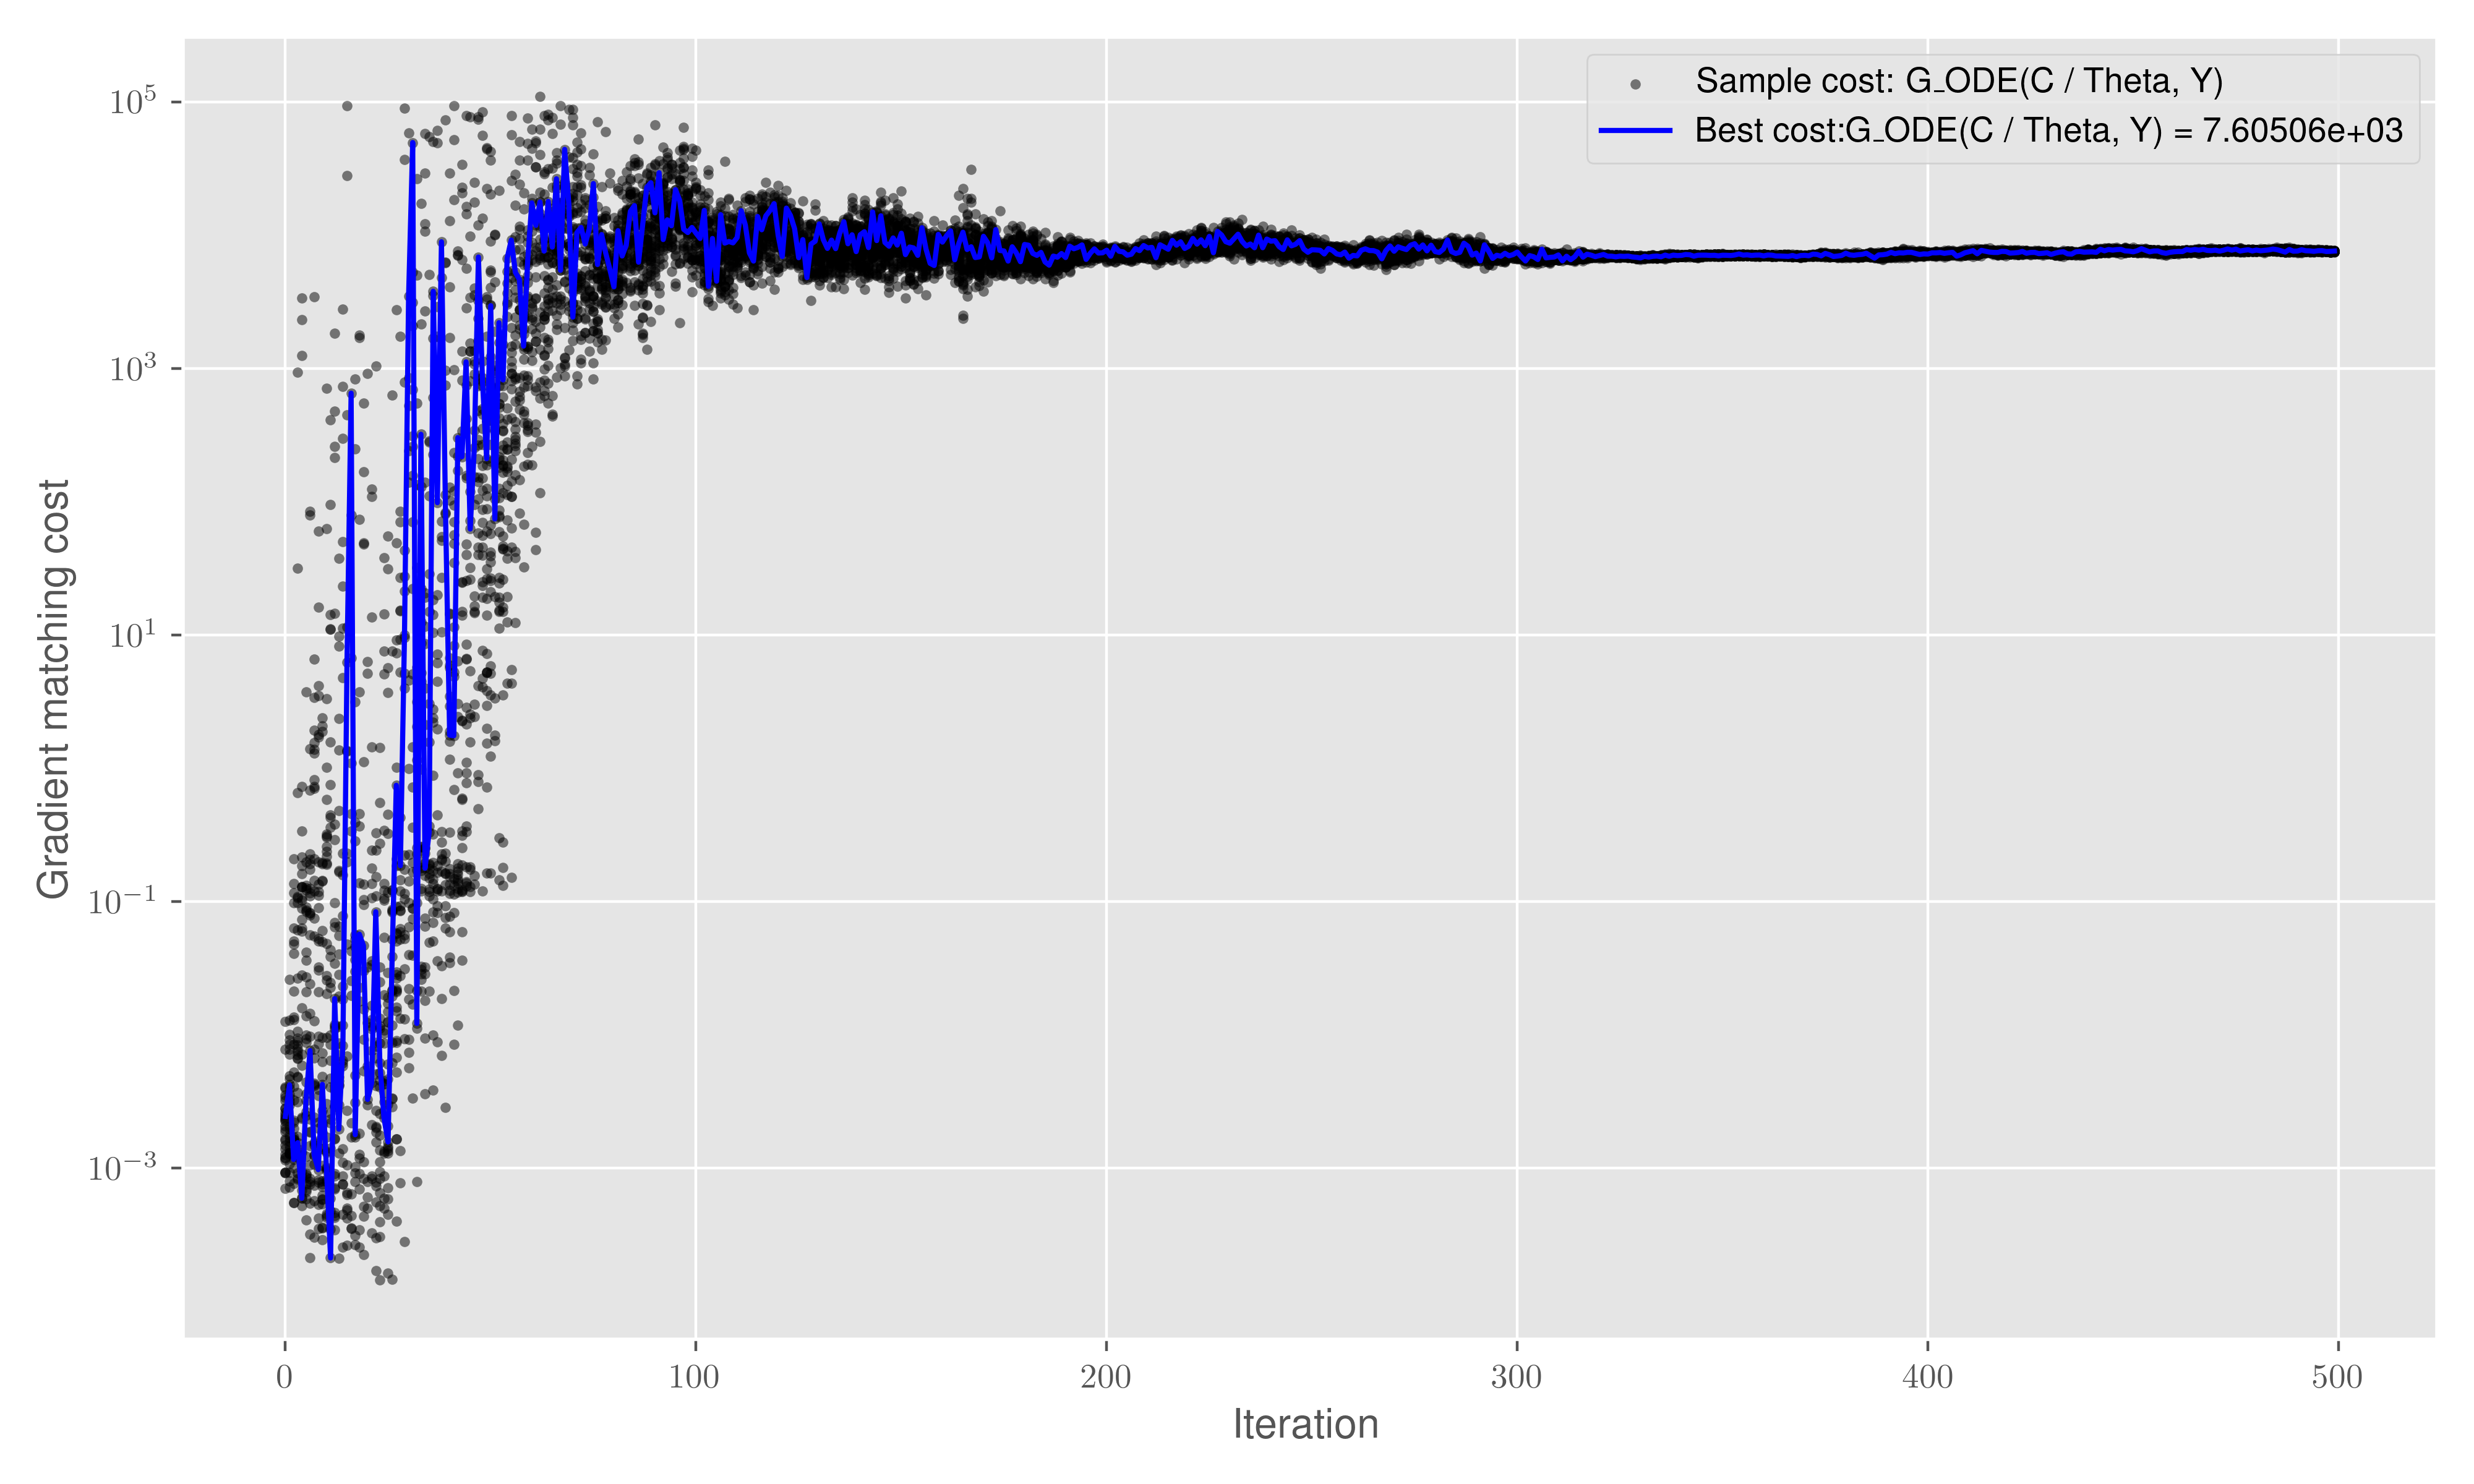 Sample cost: G_ODE(C / Theta, Y)
Best cost:G_ODE(C / Theta, Y) = 7.60506e+03
Gradient matching cost
10^5
10^3
10^1
10^−1
10^−3
0 100 200 300 400 500
Iteration